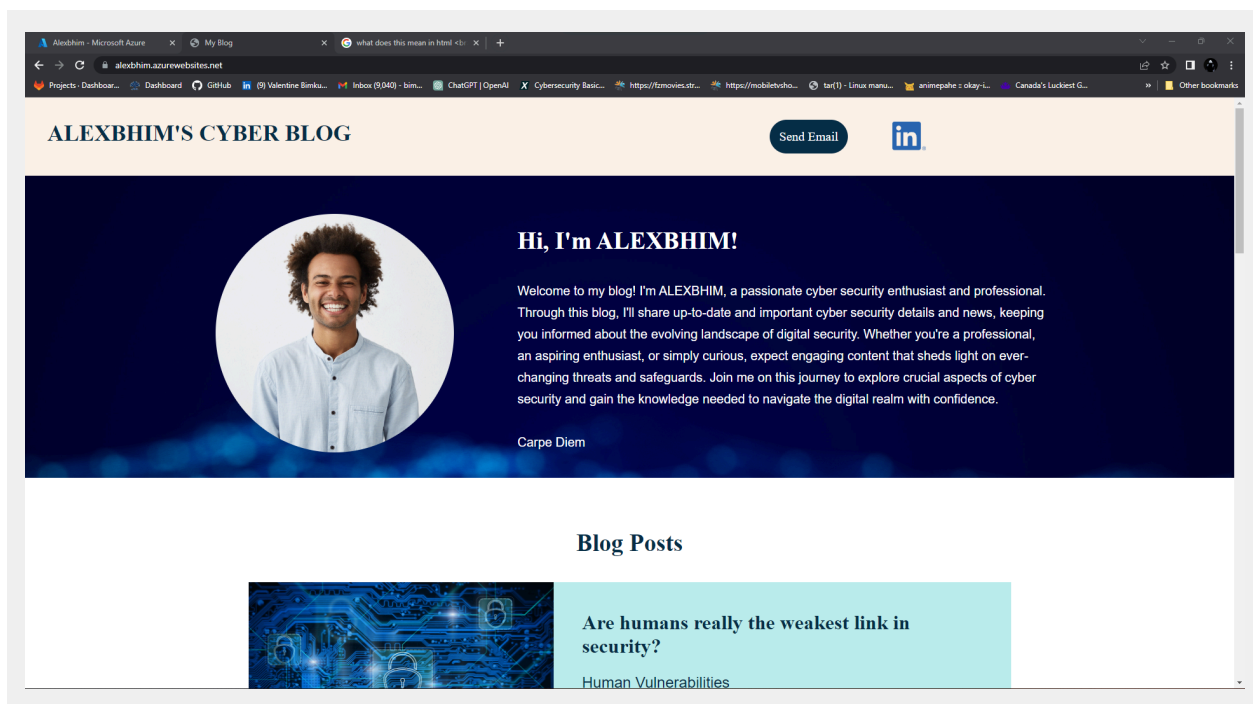 Alexbhim - Microsoft Azure
My Blog
what does this mean in html <br
alexbhim.azurewebsites.net
Projects · Dashboar...
Dashboard
GitHub
(9) Valentine Bimku...
Inbox (9,040) - bim...
ChatGPT | OpenAI
Cybersecurity Basic...
https://fzmovies.str...
https://mobiletvsho...
tar(1) - Linux manu...
animepahe :: okay-i...
Canada's Luckiest G...
»
Other bookmarks
ALEXBHIM'S CYBER BLOG
Send Email
in
Hi, I'm ALEXBHIM!
Welcome to my blog! I'm ALEXBHIM, a passionate cyber security enthusiast and professional.
Through this blog, I'll share up-to-date and important cyber security details and news, keeping
you informed about the evolving landscape of digital security. Whether you're a professional,
an aspiring enthusiast, or simply curious, expect engaging content that sheds light on ever-
changing threats and safeguards. Join me on this journey to explore crucial aspects of cyber
security and gain the knowledge needed to navigate the digital realm with confidence.
Carpe Diem
Blog Posts
Are humans really the weakest link in
security?
Human Vulnerabilities